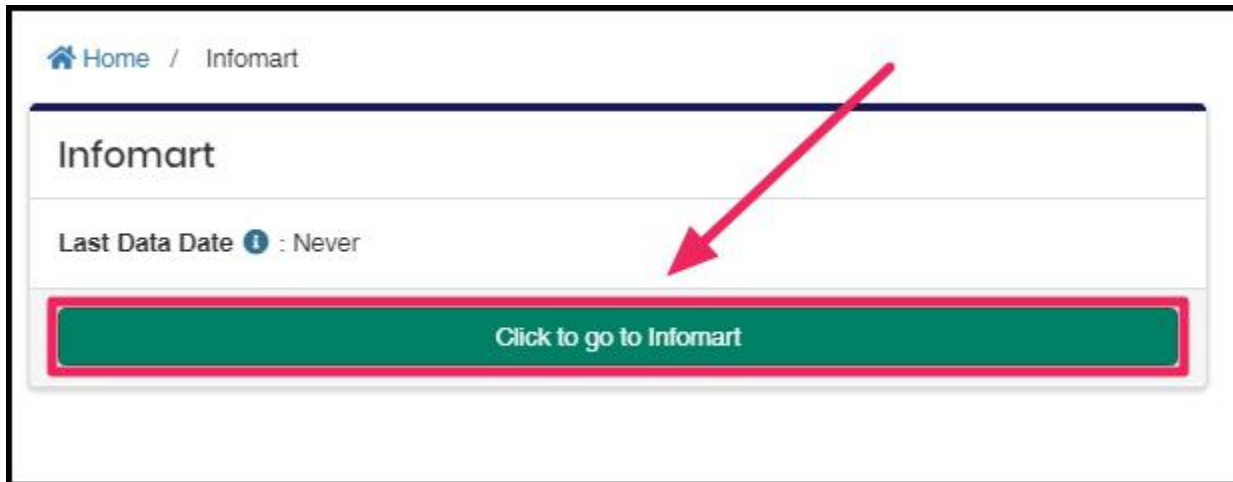 Home / Infomart
Infomart
Last Data Date i : Never
Click to go to Infomart